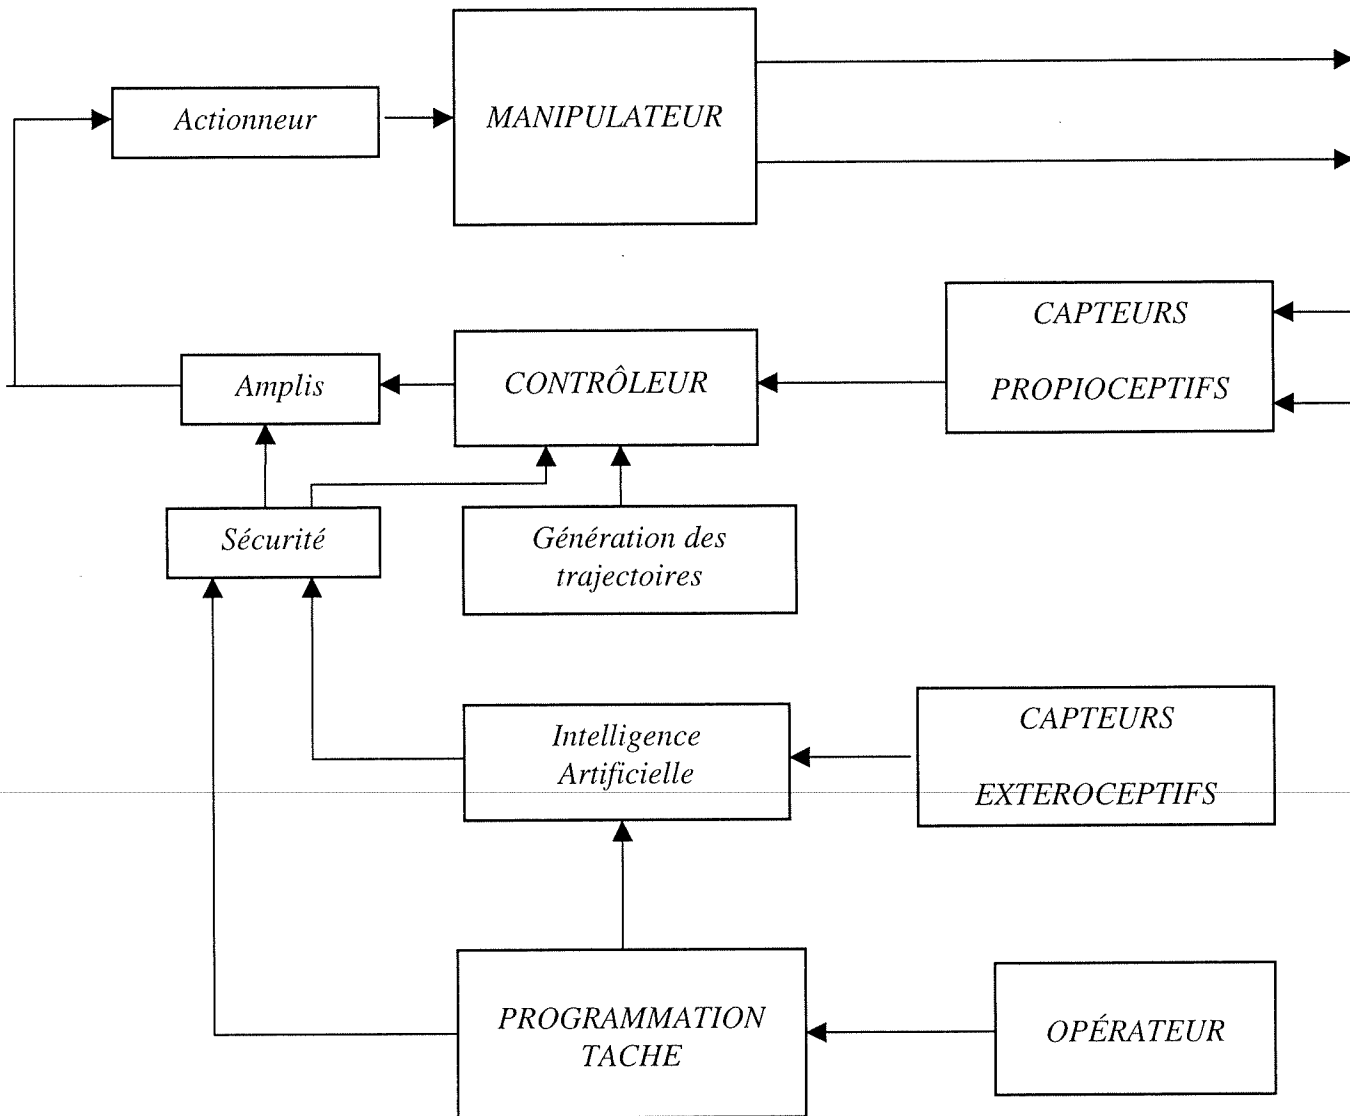 Actionneur
MANIPULATEUR
CAPTEURS
PROPIOCEPTIFS
Amplis
CONTRÔLEUR
Sécurité
Génération des
trajectoires
Intelligence
Artificielle
CAPTEURS
EXTEROCEPTIFS
PROGRAMMATION
TACHE
OPÉRATEUR